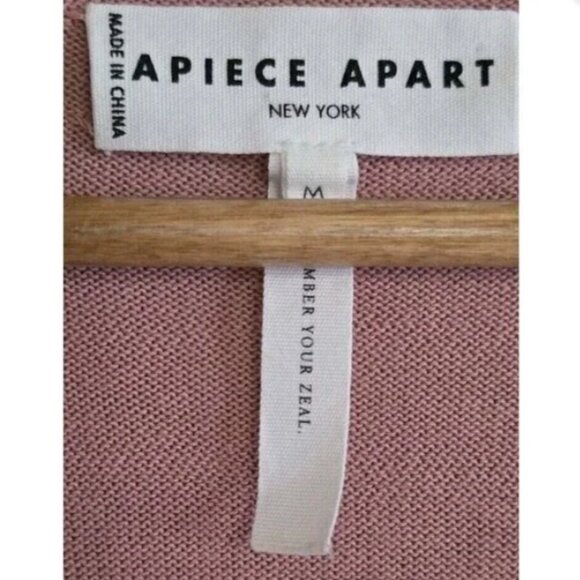 MADE IN CHINA
APIECE APART
NEW YORK
M
MBER YOUR ZEAL.